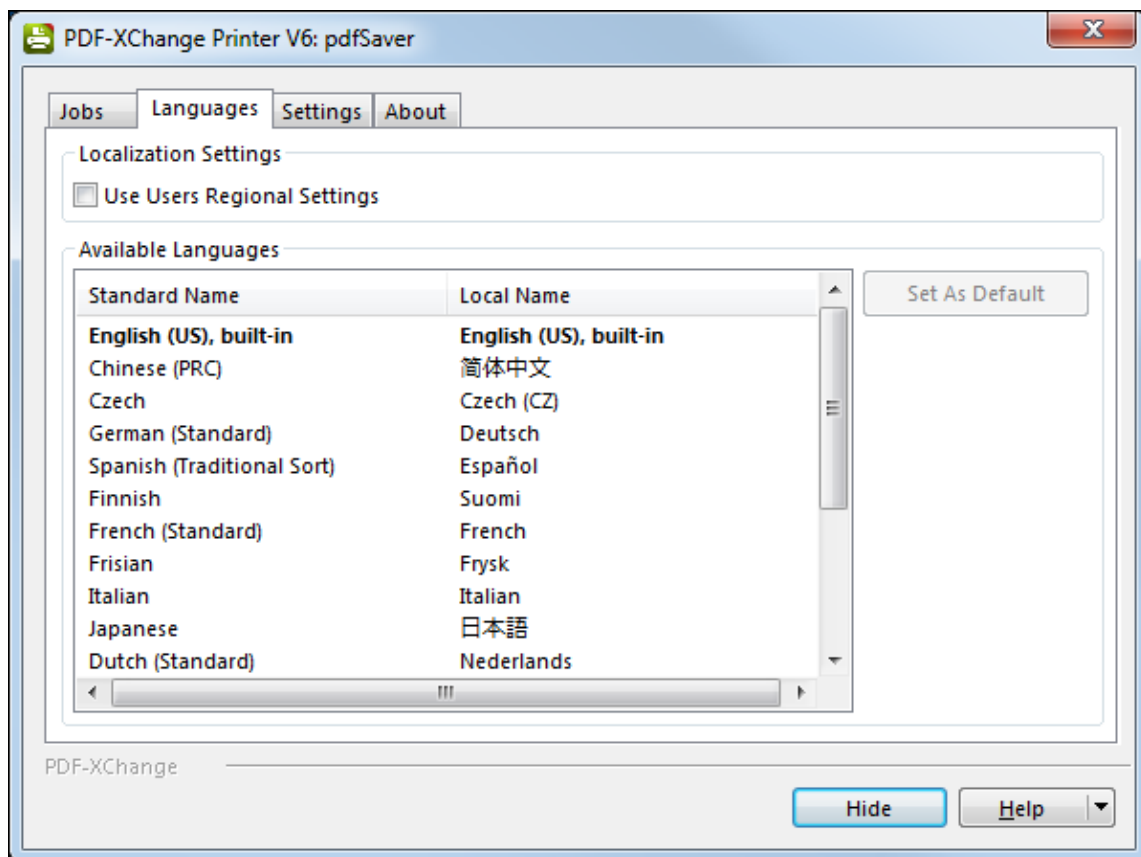 PDF-XChange Printer V6: pdfSaver
Jobs Languages Settings About
Localization Settings
Use Users Regional Settings
Available Languages
Standard Name Local Name Set As Default
English (US), built-in English (US), built-in
Chinese (PRC) 简体中文
Czech Czech (CZ)
German (Standard) Deutsch
Spanish (Traditional Sort) Español
Finnish Suomi
French (Standard) French
Frisian Frysk
Italian Italian
Japanese 日本語
Dutch (Standard) Nederlands
PDF-XChange
Hide Help